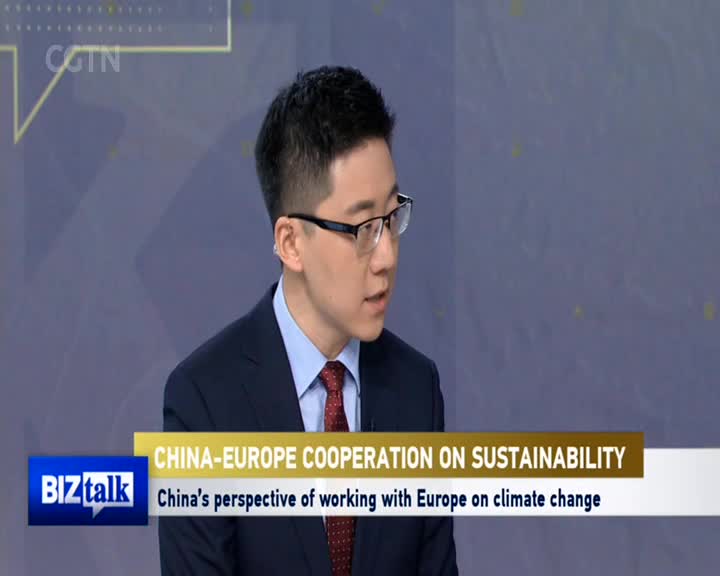 CGTN
CHINA-EUROPE COOPERATION ON SUSTAINABILITY
BIZtalk
China's perspective of working with Europe on climate change